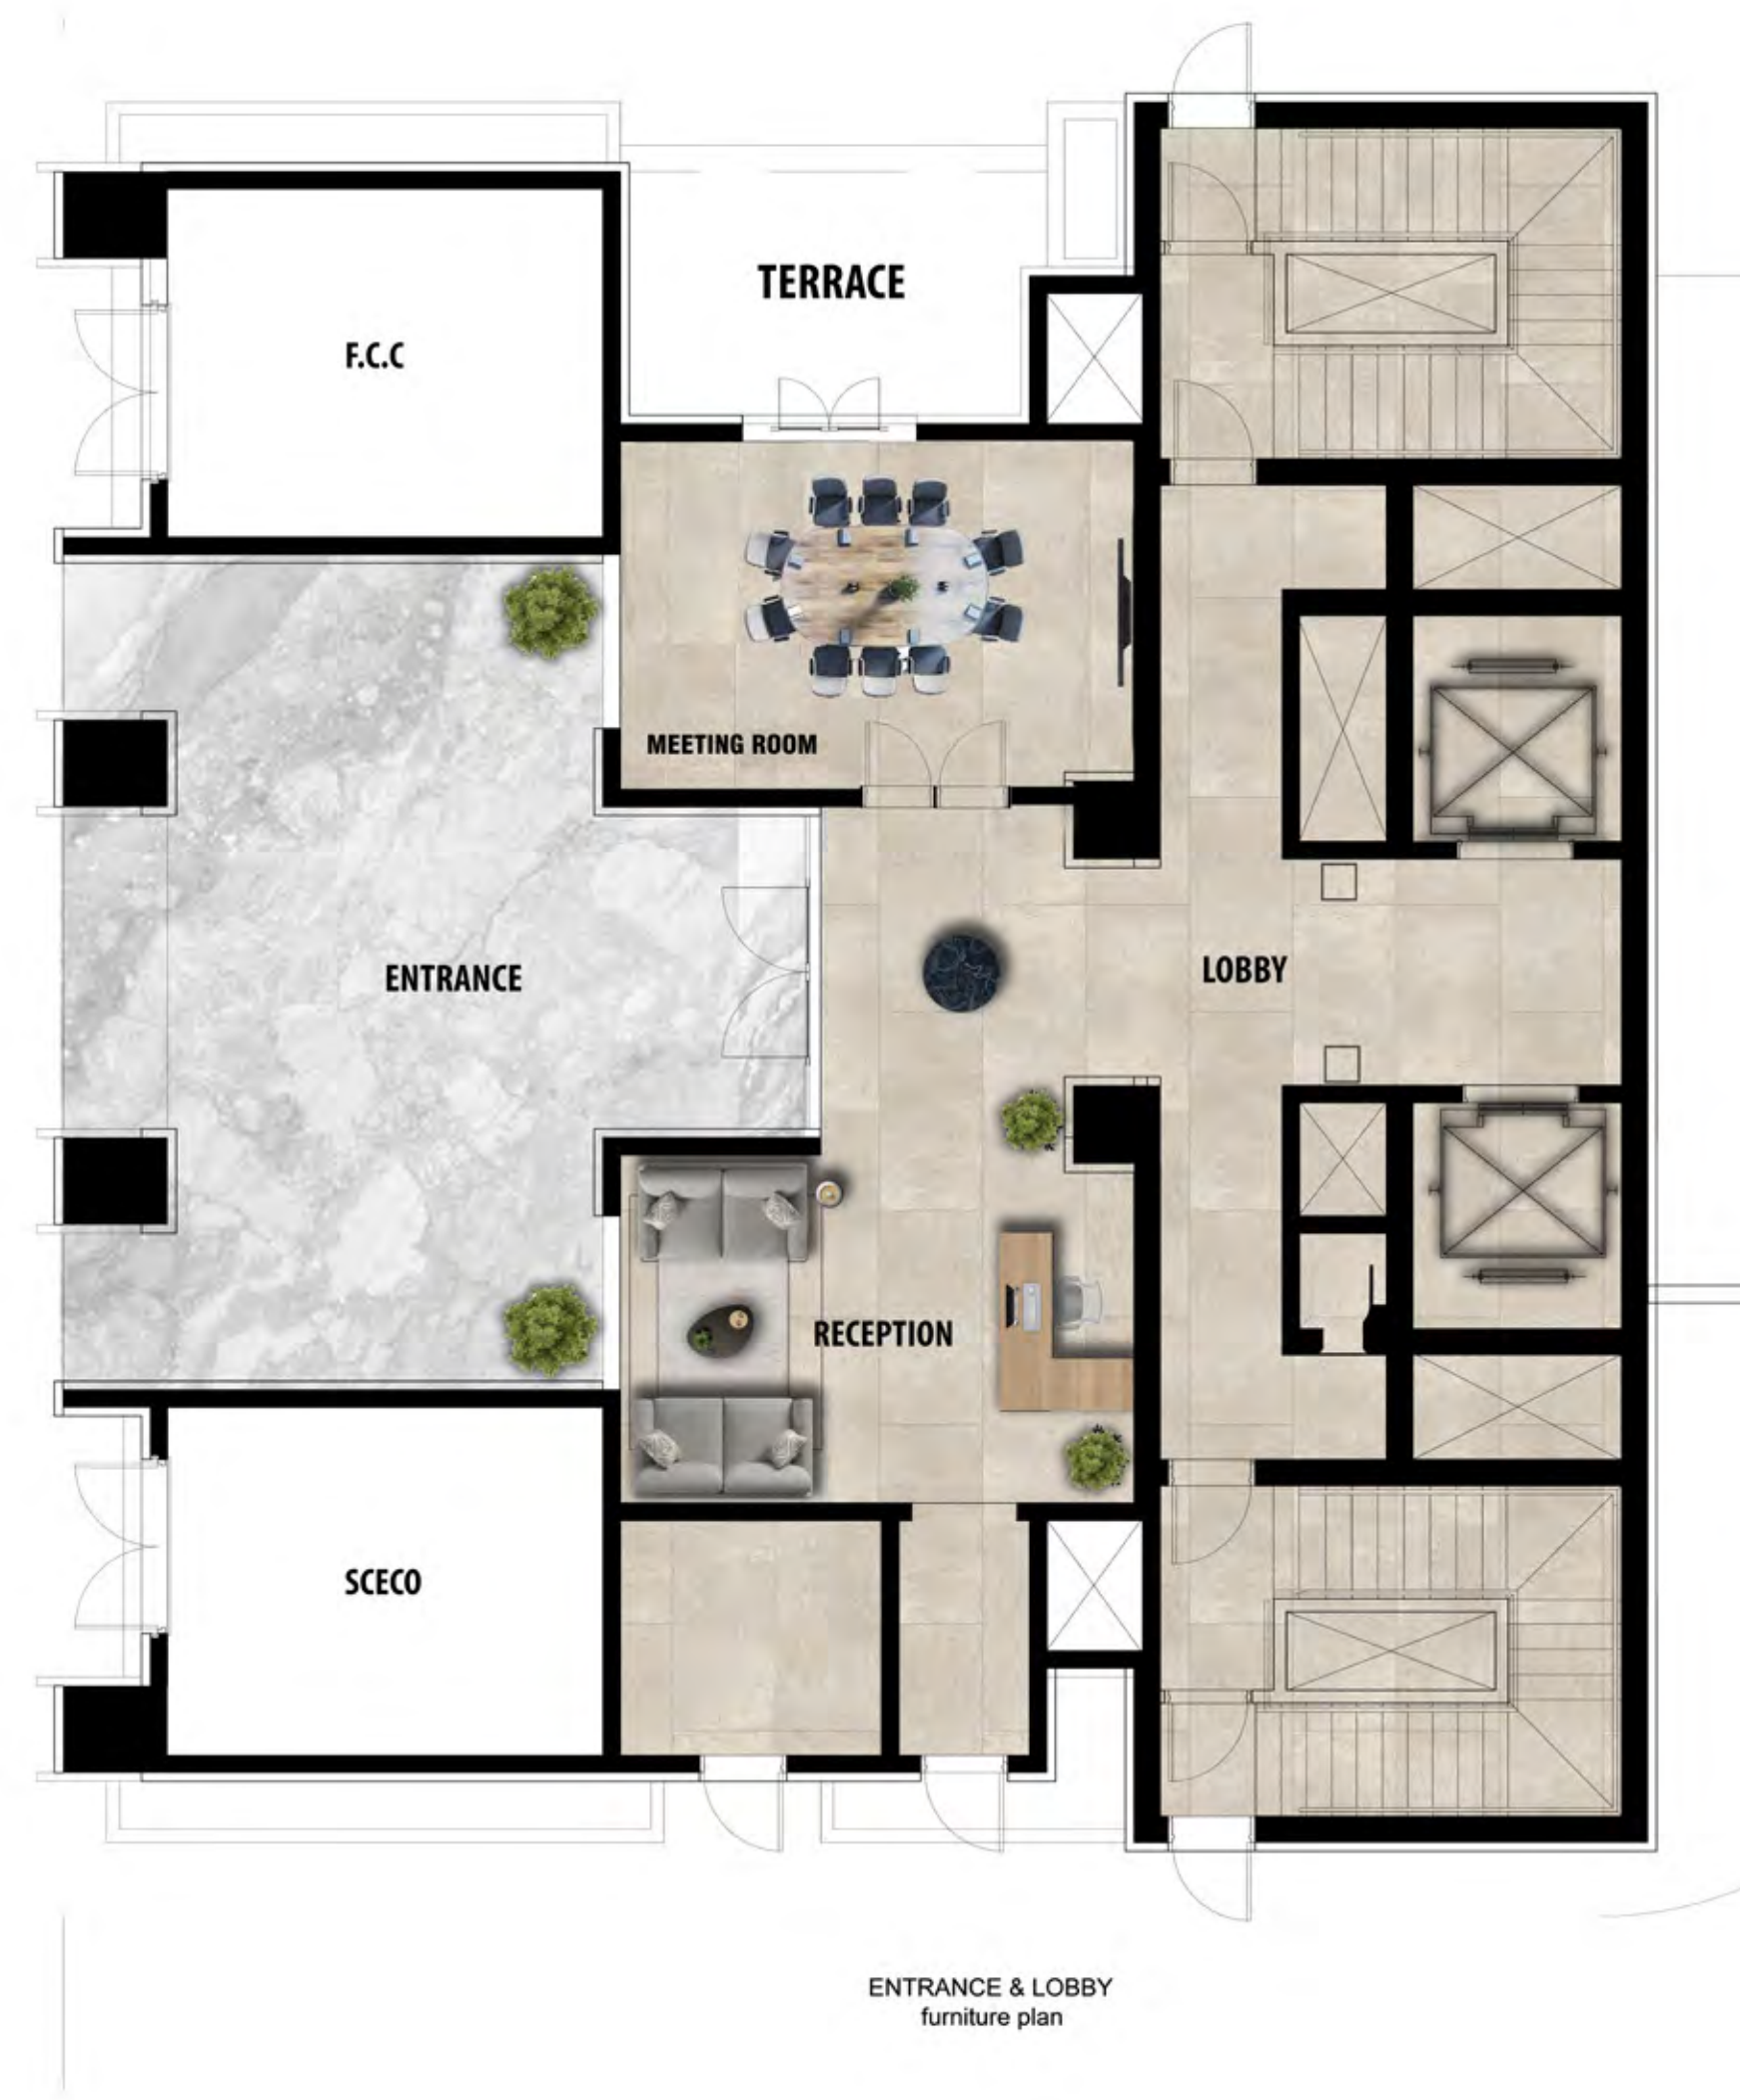 TERRACE
F.C.C
MEETING ROOM
ENTRANCE
LOBBY
RECEPTION
SCECO
ENTRANCE & LOBBY
furniture plan